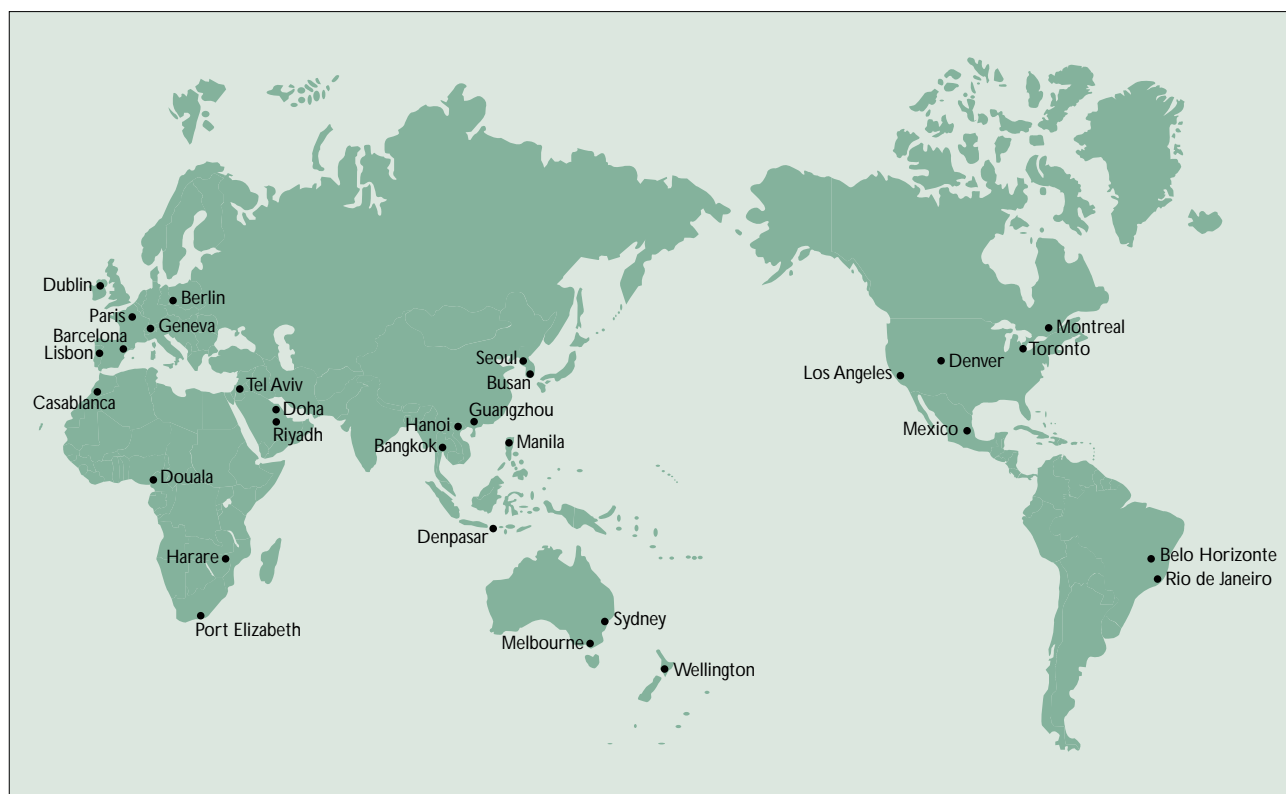 Dublin
Berlin
Paris
Geneva
Barcelona
Lisbon
Montreal
Toronto
Seoul
Denver
Los Angeles
Busan
Tel Aviv
Casablanca
Doha
Guangzhou
Hanoi
Riyadh
Mexico
Bangkok
Manila
Douala
Denpasar
Harare
Belo Horizonte
Rio de Janeiro
Sydney
Port Elizabeth
Melbourne
Wellington